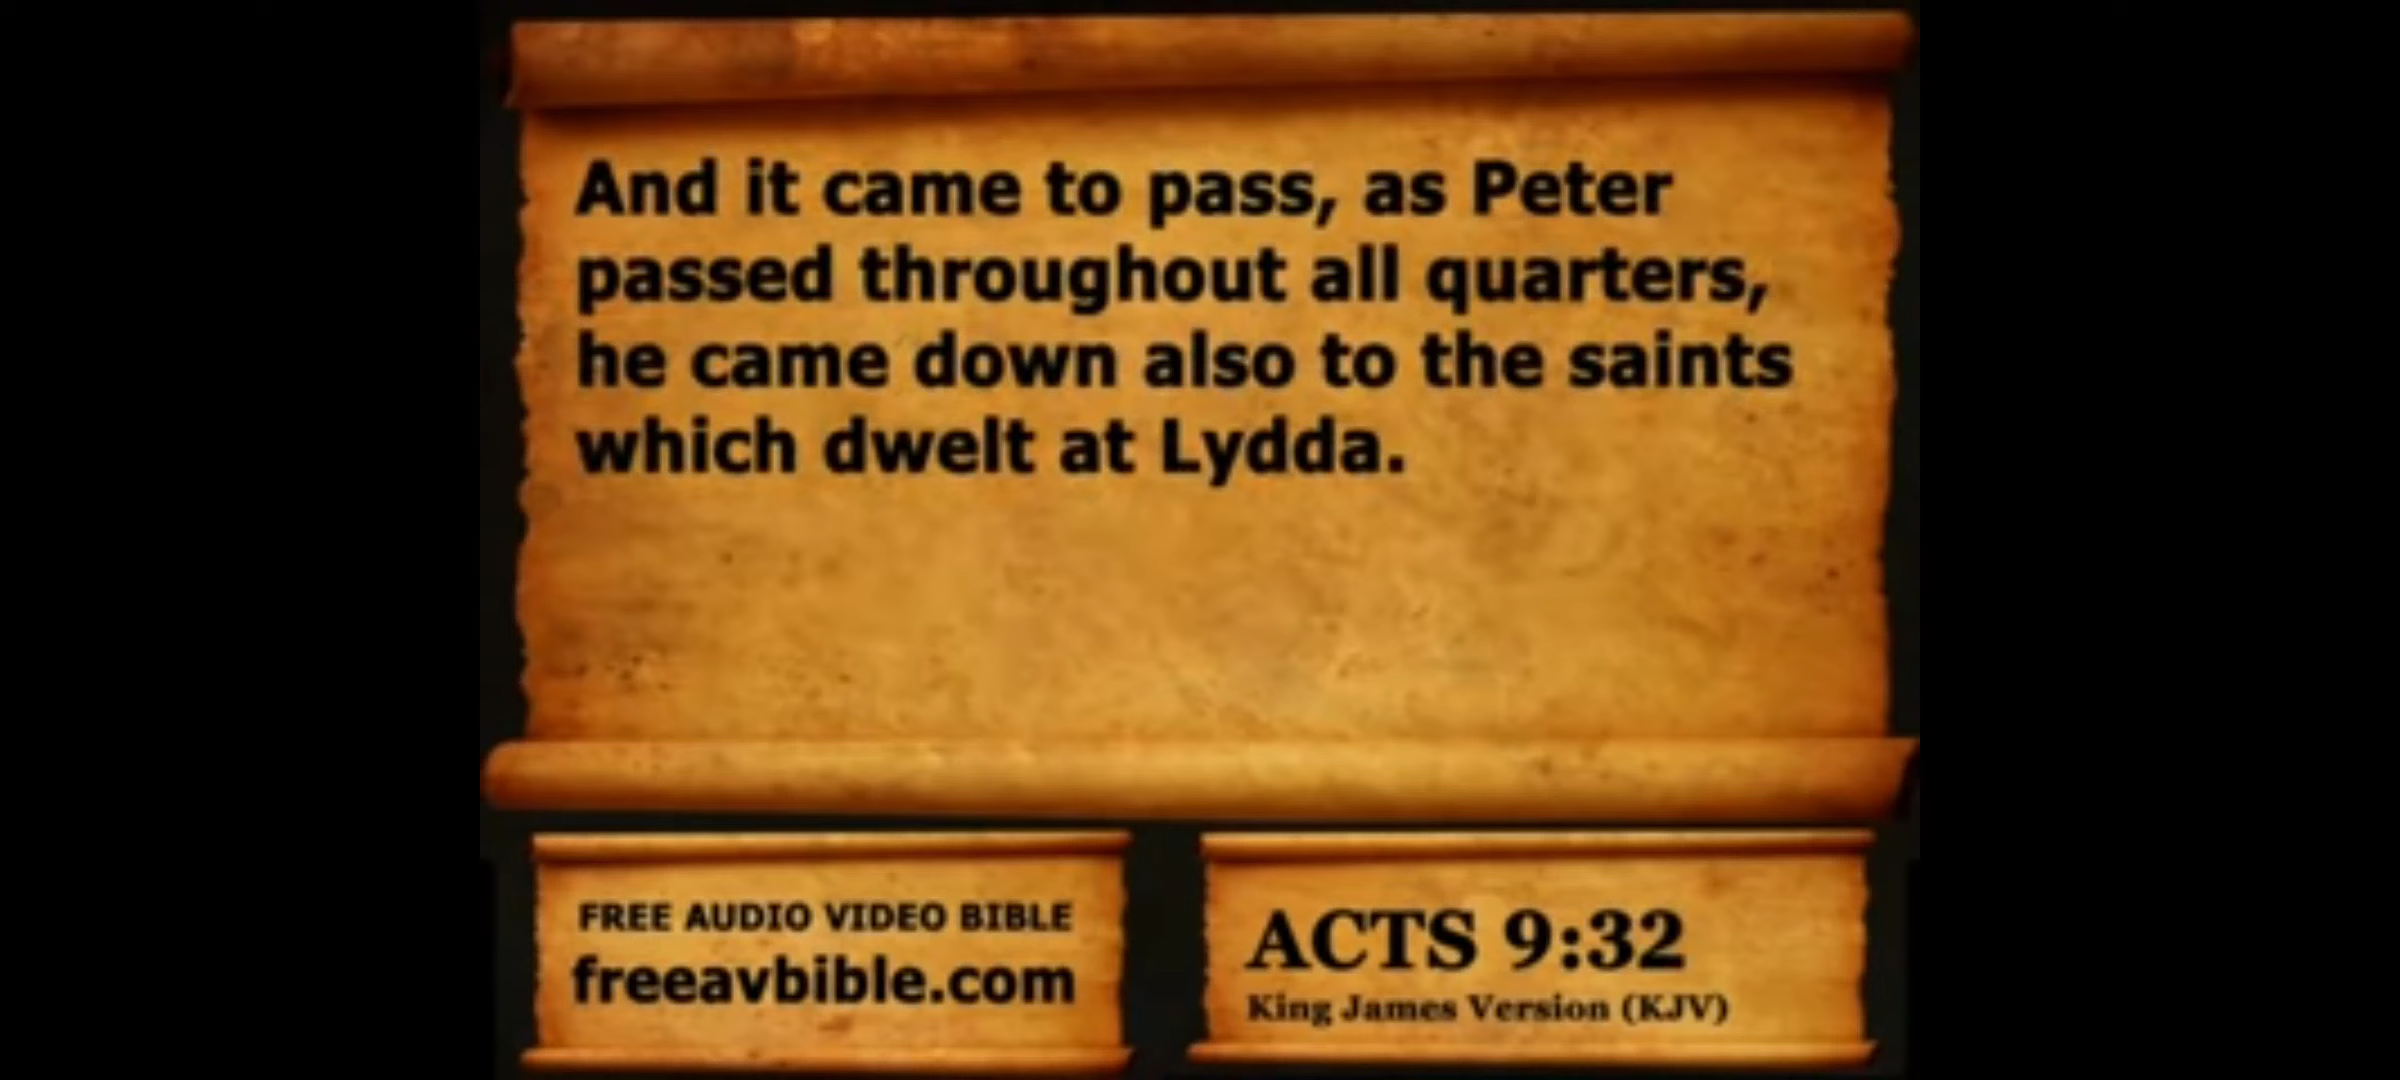 And it came to pass, as Peter
passed throughout all quarters,
he came down also to the saints
which dwelt at Lydda.
FREE AUDIO VIDEO BIBLE
freeavbible.com
ACTS 9:32
King James Version (KJV)